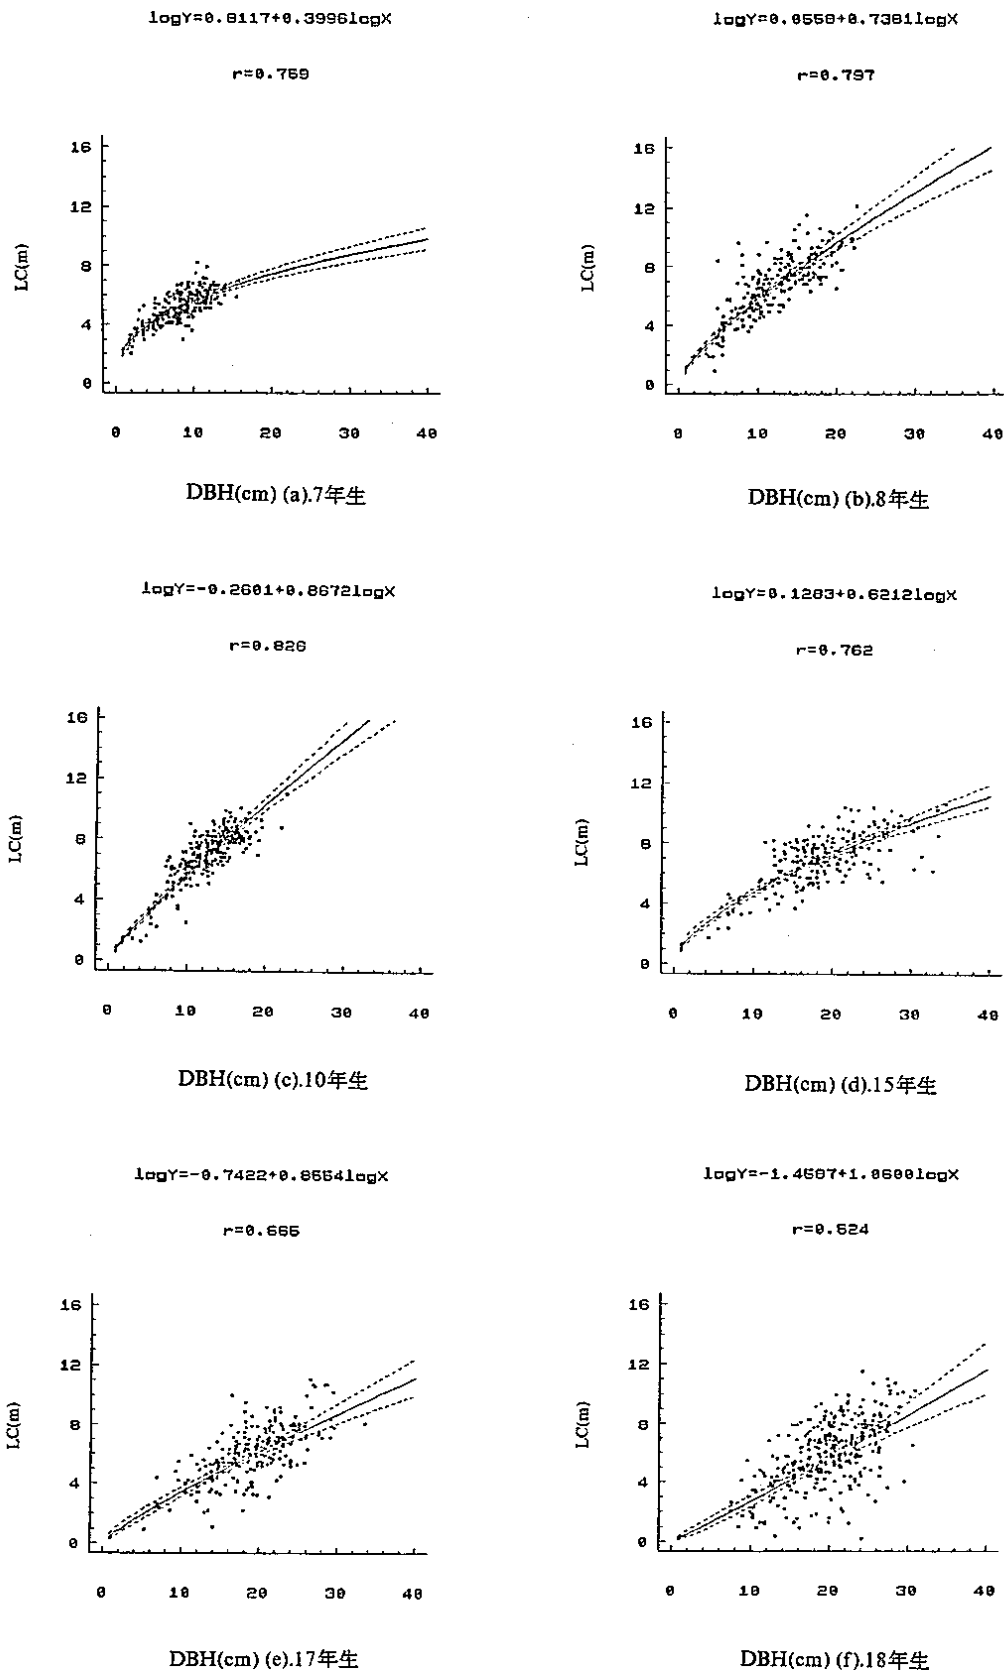 logY=0.8117+0.3996logX
r=0.759
LC(m)
16
12
8
4
0
0 10 20 30 40
DBH(cm) (a).7年生
logY=0.0558+0.7381logX
r=0.797
LC(m)
16
12
8
4
0
0 10 20 30 40
DBH(cm) (b).8年生
logY=-0.2601+0.8672logX
r=0.826
LC(m)
16
12
8
4
0
0 10 20 30 40
DBH(cm) (c).10年生
logY=0.1283+0.6212logX
r=0.762
LC(m)
16
12
8
4
0
0 10 20 30 40
DBH(cm) (d).15年生
logY=-0.7422+0.8554logX
r=0.665
LC(m)
16
12
8
4
0
0 10 20 30 40
DBH(cm) (e).17年生
logY=-1.4587+1.0600logX
r=0.524
LC(m)
16
12
8
4
0
0 10 20 30 40
DBH(cm) (f).18年生